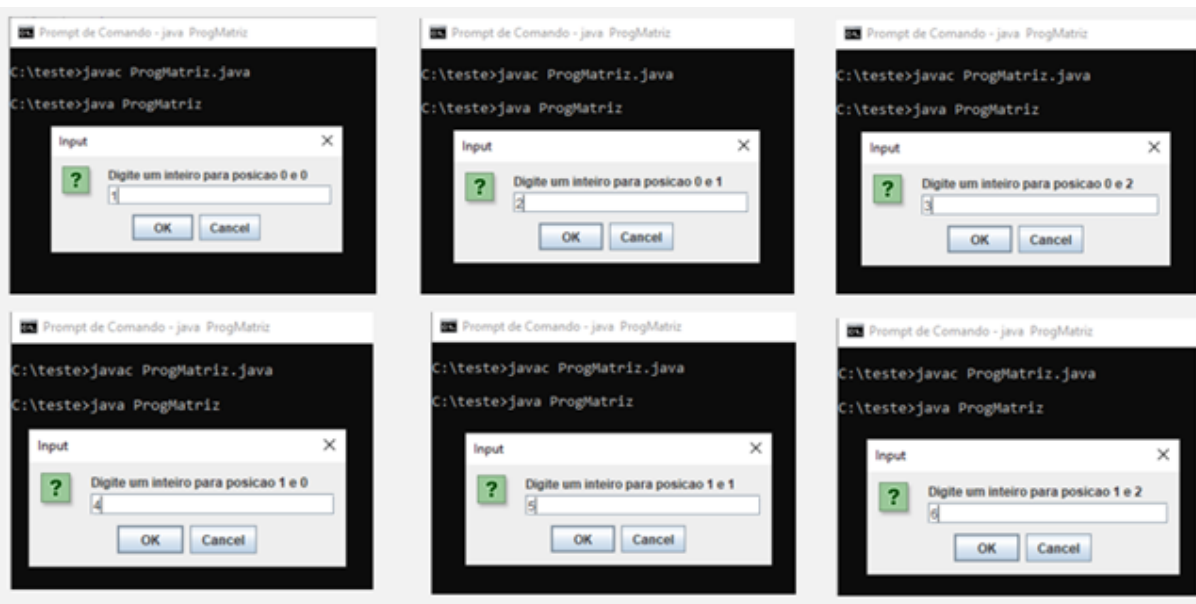 Prompt de Comando - java ProgMatriz
C:\teste>javac ProgMatriz.java
C:\teste>java ProgMatriz
Input
Digite um inteiro para posicao 0 e 0
1
OK Cancel
Prompt de Comando - java ProgMatriz
C:\teste>javac ProgMatriz.java
C:\teste>java ProgMatriz
Input
Digite um inteiro para posicao 0 e 1
2
OK Cancel
Prompt de Comando - java ProgMatriz
C:\teste>javac ProgMatriz.java
C:\teste>java ProgMatriz
Input
Digite um inteiro para posicao 0 e 2
3
OK Cancel
Prompt de Comando - java ProgMatriz
C:\teste>javac ProgMatriz.java
C:\teste>java ProgMatriz
Input
Digite um inteiro para posicao 1 e 0
4
OK Cancel
Prompt de Comando - java ProgMatriz
C:\teste>javac ProgMatriz.java
C:\teste>java ProgMatriz
Input
Digite um inteiro para posicao 1 e 1
5
OK Cancel
Prompt de Comando - java ProgMatriz
C:\teste>javac ProgMatriz.java
C:\teste>java ProgMatriz
Input
Digite um inteiro para posicao 1 e 2
6
OK Cancel